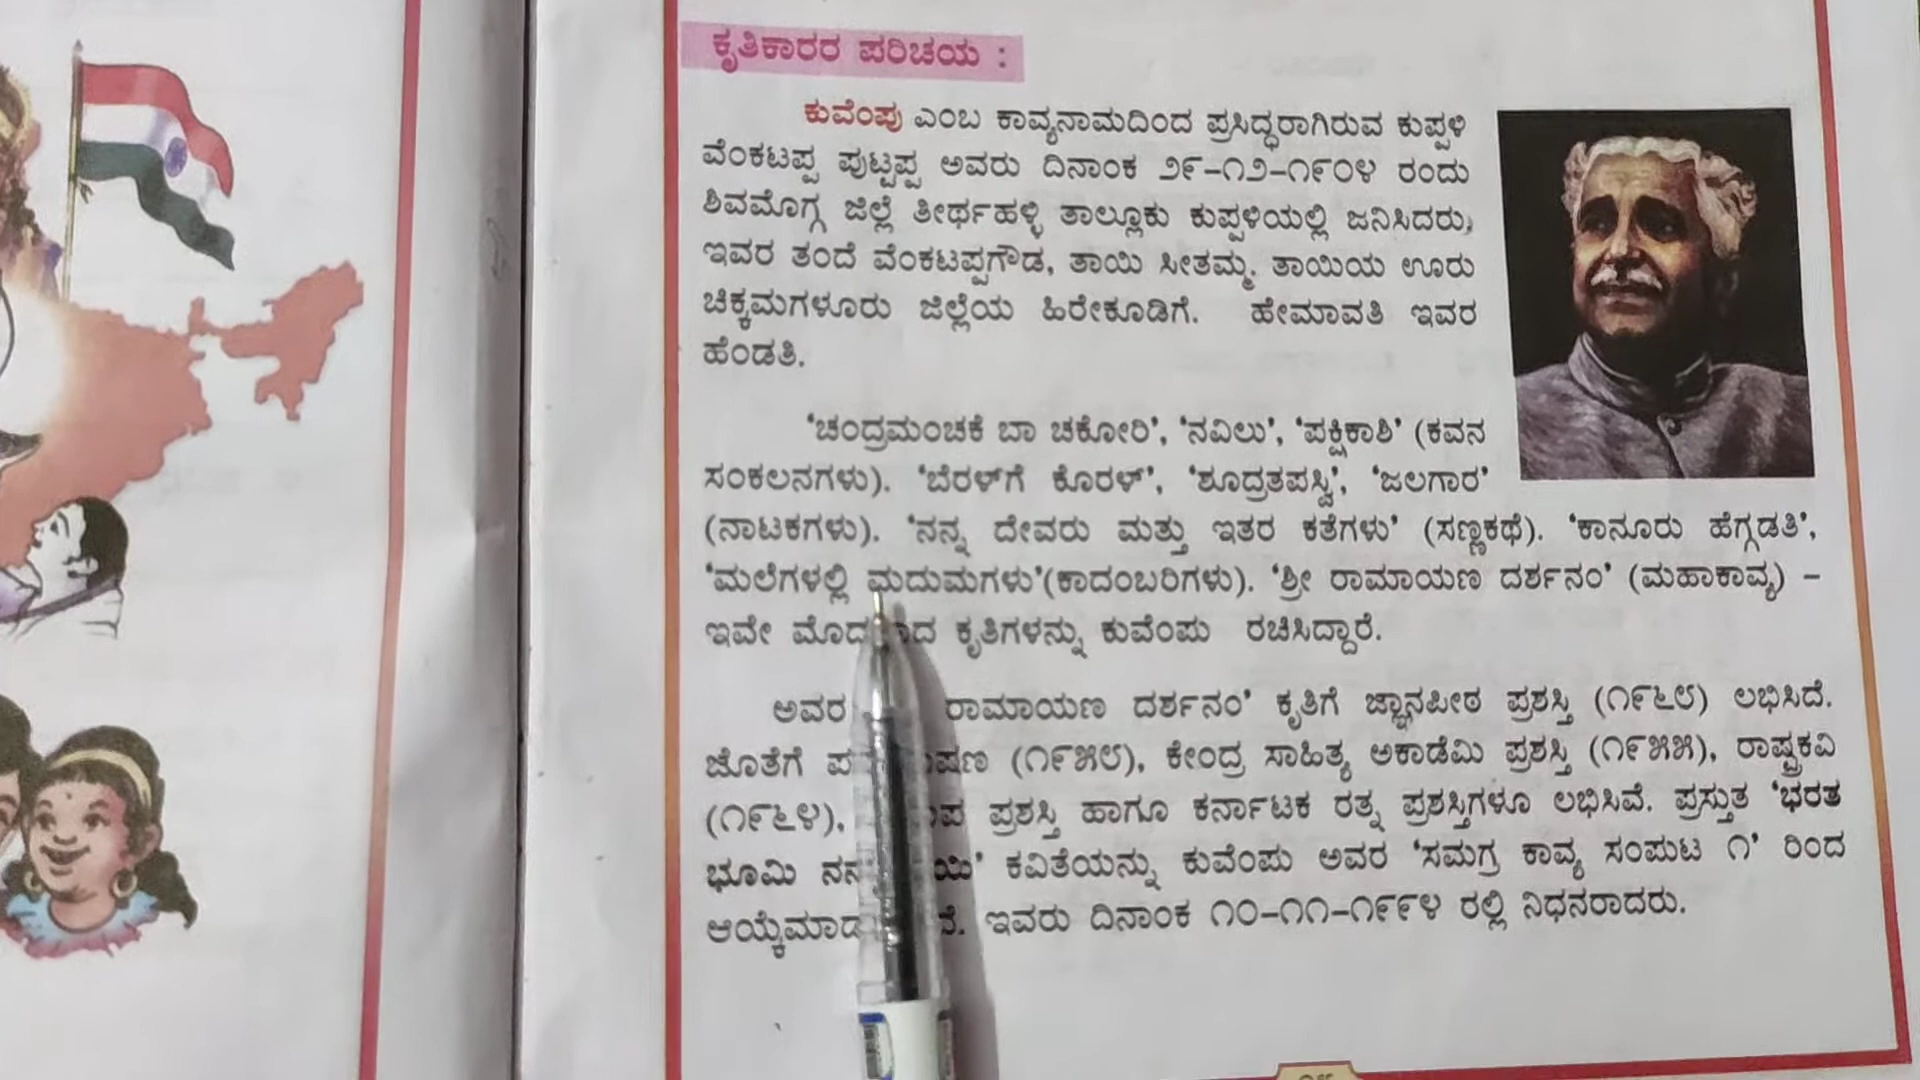 ಕೃತಿಕಾರರ ಪರಿಚಯ :
ಕುವೆಂಪು ಎಂಬ ಕಾವ್ಯನಾಮದಿಂದ ಪ್ರಸಿದ್ಧರಾಗಿರುವ ಕುಪ್ಪಳಿ
ವೆಂಕಟಪ್ಪ ಪುಟ್ಟಪ್ಪ ಅವರು ದಿನಾಂಕ ೨೯–೧೨–೧೯೦೪ ರಂದು
ಶಿವಮೊಗ್ಗ ಜಿಲ್ಲೆ ತೀರ್ಥಹಳ್ಳಿ ತಾಲ್ಲೂಕು ಕುಪ್ಪಳಿಯಲ್ಲಿ ಜನಿಸಿದರು,
ಇವರ ತಂದೆ ವೆಂಕಟಪ್ಪಗೌಡ, ತಾಯಿ ಸೀತಮ್ಮ. ತಾಯಿಯ ಊರು
ಚಿಕ್ಕಮಗಳೂರು ಜಿಲ್ಲೆಯ ಹಿರೇಕೂಡಿಗೆ. ಹೇಮಾವತಿ ಇವರ
ಹೆಂಡತಿ.
‘ಚಂದ್ರಮಂಚಕೆ ಬಾ ಚಕೋರಿ’, ‘ನವಿಲು’, ‘ಪಕ್ಷಿಕಾಶಿ’ (ಕವನ
ಸಂಕಲನಗಳು). ‘ಬೆರಳ್‌ಗೆ ಕೊರಳ್’, ‘ಶೂದ್ರತಪಸ್ವಿ’, ‘ಜಲಗಾರ’
(ನಾಟಕಗಳು). ‘ನನ್ನ ದೇವರು ಮತ್ತು ಇತರ ಕತೆಗಳು’ (ಸಣ್ಣಕಥೆ). ‘ಕಾನೂರು ಹೆಗ್ಗಡತಿ’,
‘ಮಲೆಗಳಲ್ಲಿ ಮದುಮಗಳು’(ಕಾದಂಬರಿಗಳು). ‘ಶ್ರೀ ರಾಮಾಯಣ ದರ್ಶನಂ’ (ಮಹಾಕಾವ್ಯ) –
ಇವೇ ಕೃತಿಗಳನ್ನು ಕುವೆಂಪು ರಚಿಸಿದ್ದಾರೆ.
ಅವರ ರಾಮಾಯಣ ದರ್ಶನಂ’ ಕೃತಿಗೆ ಜ್ಞಾನಪೀಠ ಪ್ರಶಸ್ತಿ (೧೯೬೮) ಲಭಿಸಿದೆ.
ಜೊತೆಗೆ (೧೯೫೮), ಕೇಂದ್ರ ಸಾಹಿತ್ಯ ಅಕಾಡೆಮಿ ಪ್ರಶಸ್ತಿ (೧೯೫೫), ರಾಷ್ಟ್ರಕವಿ
(೧೯೬೪), ಪ್ರಶಸ್ತಿ ಹಾಗೂ ಕರ್ನಾಟಕ ರತ್ನ ಪ್ರಶಸ್ತಿಗಳೂ ಲಭಿಸಿವೆ. ಪ್ರಸ್ತುತ ‘ಭರತ
ಭೂಮಿ ಕವಿತೆಯನ್ನು ಕುವೆಂಪು ಅವರ ‘ಸಮಗ್ರ ಕಾವ್ಯ ಸಂಪುಟ ೧’ ರಿಂದ
ಇವರು ದಿನಾಂಕ ೧೦–೧೧–೧೯೯೪ ರಲ್ಲಿ ನಿಧನರಾದರು.